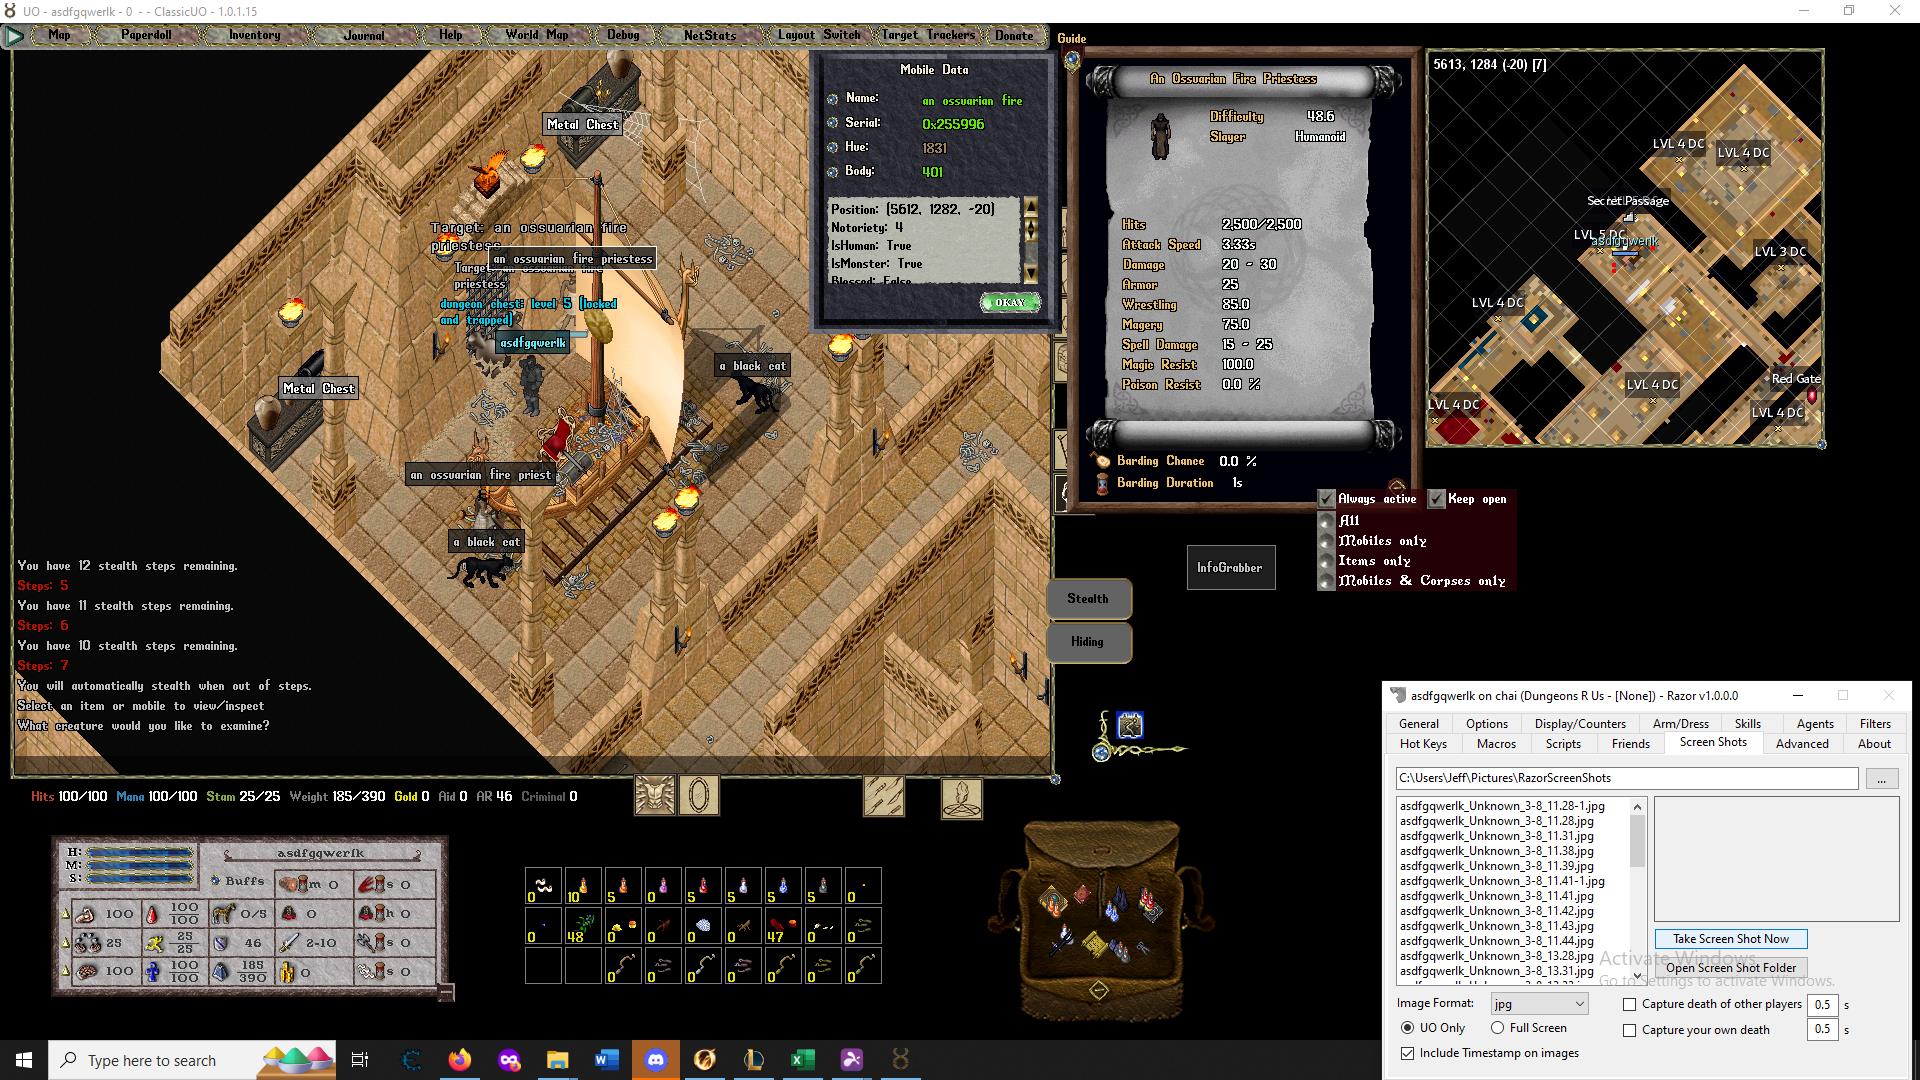 UO - asdfgqwerlk - 0 - - ClassicUO - 1.0.1.15
Map Paperdoll Inventory Journal Help World Map Debug NetStats Layout Switch Target Trackers Donate
Guide
Metal Chest
Target: an ossuarian fire priestess
an ossuarian fire priestess
Target: an ossuarian fire priestess
dungeon chest: level 5 [locked and trapped]
asdfgqwerlk
a black cat
Metal Chest
an ossuarian fire priest
a black cat
You have 12 stealth steps remaining.
Steps: 5
You have 11 stealth steps remaining.
Steps: 6
You have 10 stealth steps remaining.
Steps: 7
You will automatically stealth when out of steps.
Select an item or mobile to view/inspect
What creature would you like to examine?
Mobile Data
Name: an ossuarian fire
Serial: 0x255996
Hue: 1831
Body: 401
Position: (5612, 1282, -20)
Notoriety: 4
IsHuman: True
IsMonster: True
Blessed: False
OKAY
An Ossuarian Fire Priestess
Difficulty 48.6
Slayer Humanoid
Hits 2,500/2,500
Attack Speed 3.33s
Damage 20 - 30
Armor 25
Wrestling 85.0
Magery 75.0
Spell Damage 15 - 25
Magic Resist 100.0
Poison Resist 0.0 %
Barding Chance 0.0 %
Barding Duration 1s
5613, 1284 (-20) [7]
LVL 4 DC
LVL 4 DC
Secret Passage
LVL 5 DC
asdfgqwerlk
LVL 3 DC
LVL 4 DC
Red Gate
LVL 4 DC
LVL 4 DC
LVL 4 DC
Always active Keep open
All
Mobiles only
Items only
Mobiles & Corpses only
InfoGrabber
Stealth
Hiding
Hits 100/100 Mana 100/100 Stam 25/25 Weight 185/390 Gold 0 Aid 0 AR 46 Criminal 0
H:
M:
S:
asdfgqwerlk
Buffs m 0 s 0
100 100 100 0/5 0 h 0
25 25 25 46 2-10 s 0
100 100 100 185 390 0 s 0
0 10 5 0 5 5 5 5 0
0 48 0 0 0 0 47 0 0
0 0 0 0 0 0 0
asdfgqwerlk on chai (Dungeons R Us - [None]) - Razor v1.0.0.0
General Options Display/Counters Arm/Dress Skills Agents Filters
Hot Keys Macros Scripts Friends Screen Shots Advanced About
C:\Users\Jeff\Pictures\RazorScreenShots ...
asdfgqwerlk_Unknown_3-8_11.28-1.jpg
asdfgqwerlk_Unknown_3-8_11.28.jpg
asdfgqwerlk_Unknown_3-8_11.31.jpg
asdfgqwerlk_Unknown_3-8_11.38.jpg
asdfgqwerlk_Unknown_3-8_11.39.jpg
asdfgqwerlk_Unknown_3-8_11.41-1.jpg
asdfgqwerlk_Unknown_3-8_11.41.jpg
asdfgqwerlk_Unknown_3-8_11.42.jpg
asdfgqwerlk_Unknown_3-8_11.43.jpg
asdfgqwerlk_Unknown_3-8_11.44.jpg
asdfgqwerlk_Unknown_3-8_13.28.jpg
asdfgqwerlk_Unknown_3-8_13.31.jpg
Take Screen Shot Now
Open Screen Shot Folder
Activate Windows
Go to Settings to activate Windows.
Image Format: jpg
Capture death of other players 0.5 s
UO Only Full Screen
Capture your own death 0.5 s
Include Timestamp on images
Type here to search